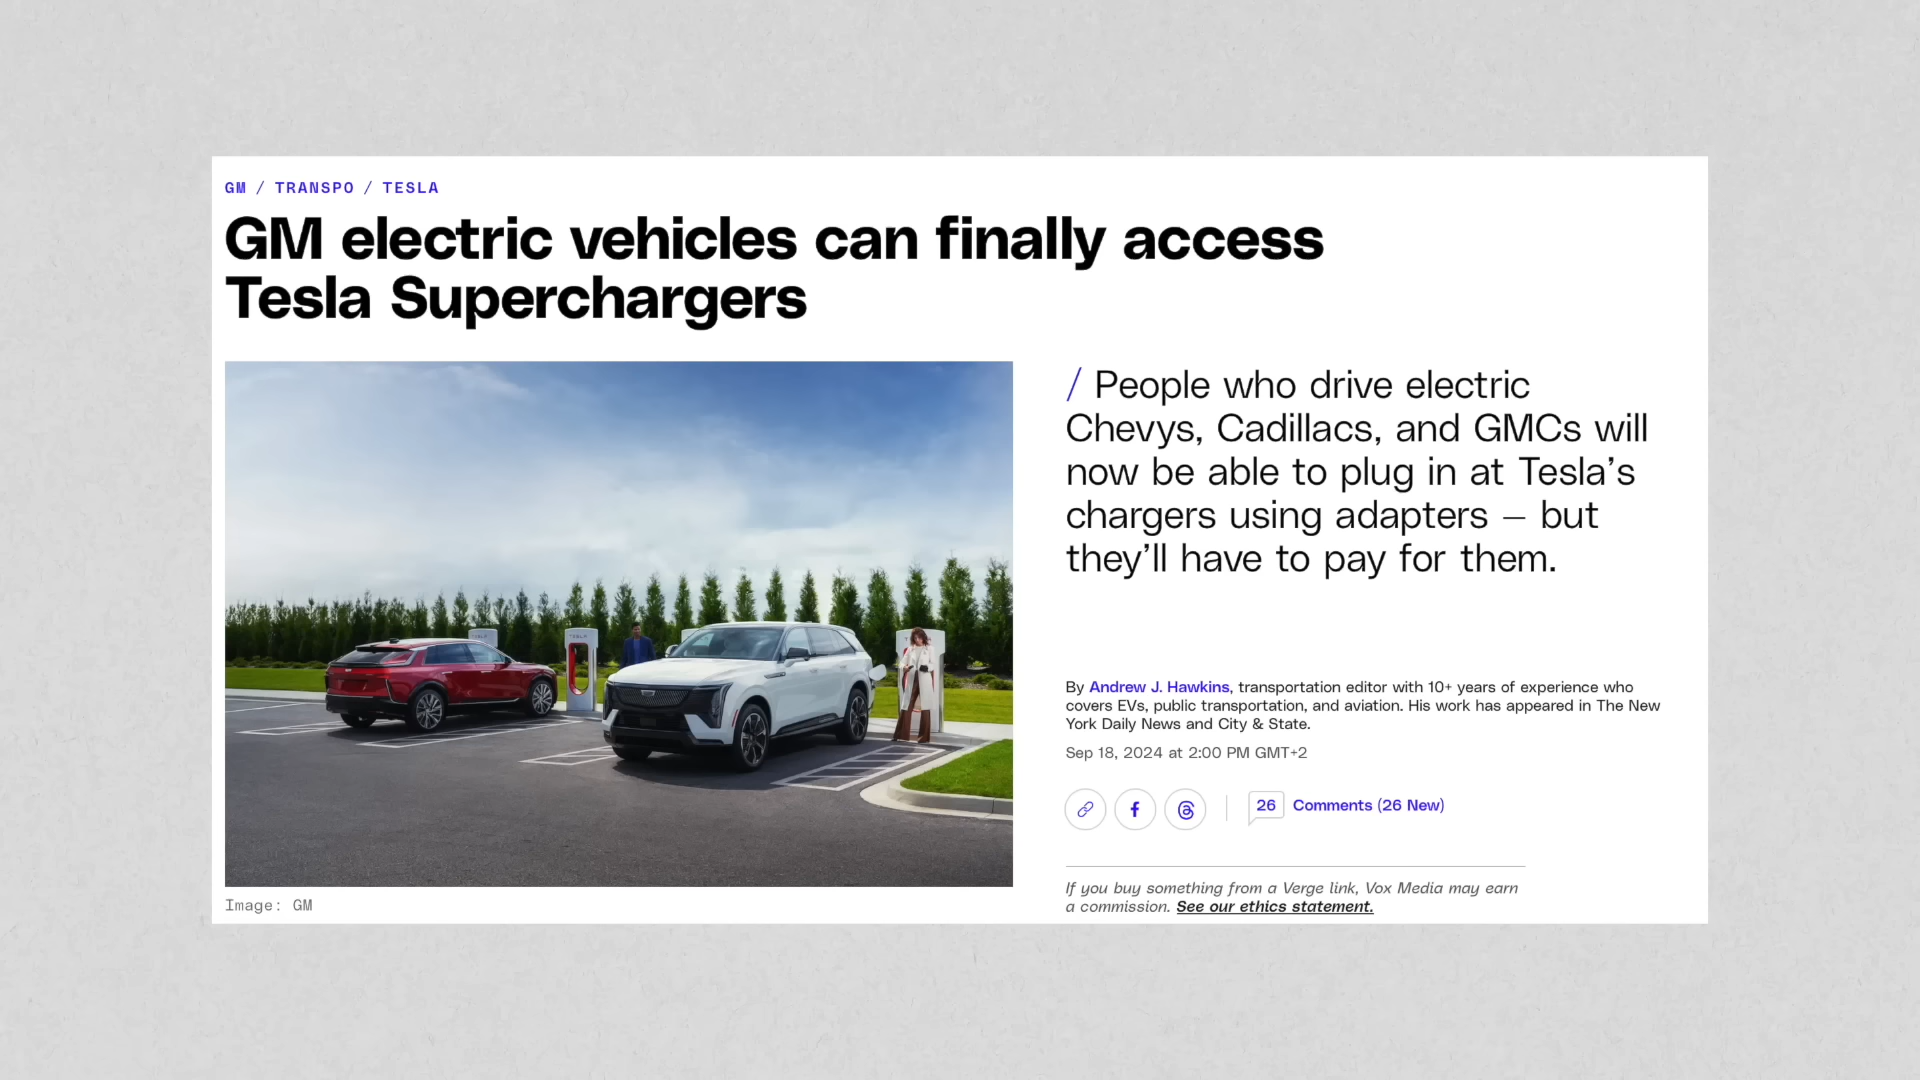 GM / TRANSPO / TESLA
GM electric vehicles can finally access
Tesla Superchargers
/ People who drive electric
Chevys, Cadillacs, and GMCs will
now be able to plug in at Tesla’s
chargers using adapters — but
they’ll have to pay for them.
By Andrew J. Hawkins, transportation editor with 10+ years of experience who
covers EVs, public transportation, and aviation. His work has appeared in The New
York Daily News and City & State.
Sep 18, 2024 at 2:00 PM GMT+2
26 Comments (26 New)
If you buy something from a Verge link, Vox Media may earn
a commission. See our ethics statement.
TESLA
TESLA
Image: GM